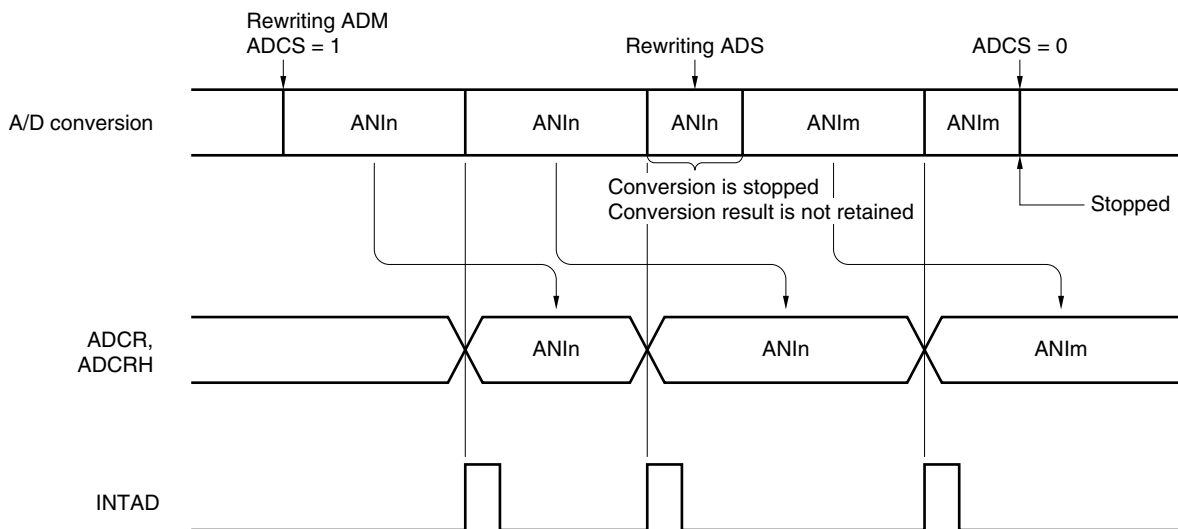 Rewriting ADM
ADCS = 1
Rewriting ADS
ADCS = 0
A/D conversion
ANIn
ANIn
ANIn
ANIm
ANIm
Conversion is stopped
Conversion result is not retained
Stopped
ADCR,
ADCRH
ANIn
ANIn
ANIm
INTAD